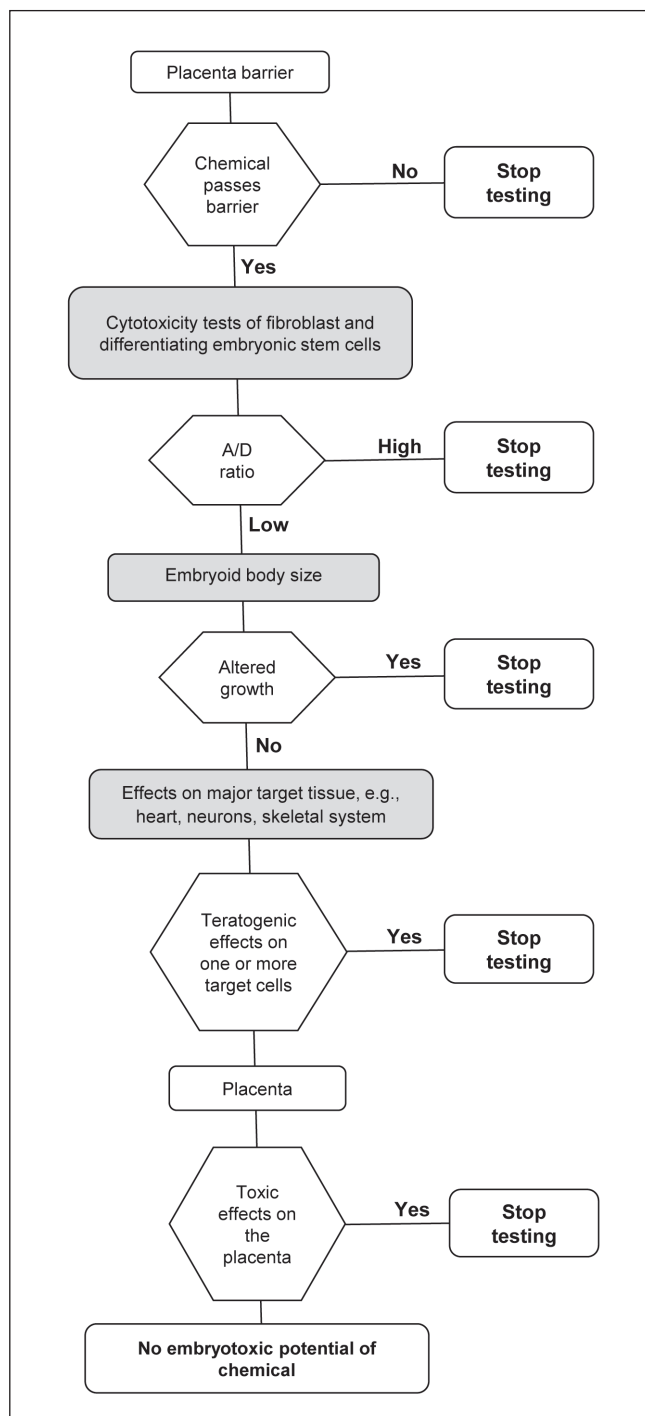 Placenta barrier
Chemical
passes
barrier
No
Stop
testing
Yes
Cytotoxicity tests of fibroblast and
differentiating embryonic stem cells
A/D
ratio
High
Stop
testing
Low
Embryoid body size
Altered
growth
Yes
Stop
testing
No
Effects on major target tissue, e.g.,
heart, neurons, skeletal system
Teratogenic
effects on
one or more
target cells
Yes
Stop
testing
Placenta
Toxic
effects on
the
placenta
Yes
Stop
testing
No embryotoxic potential of
chemical